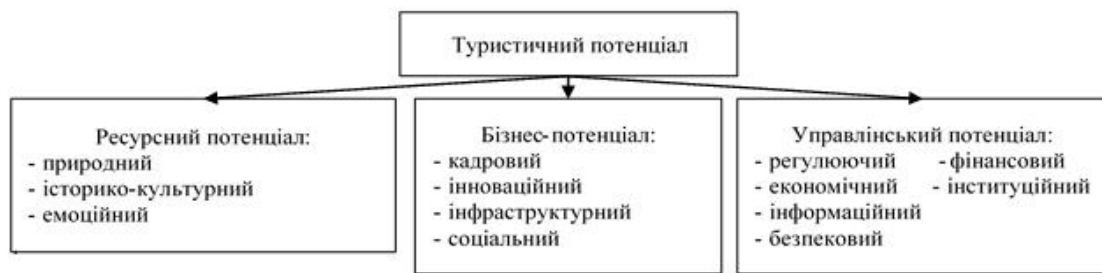 Туристичний потенціал
Ресурсний потенціал:
- природний
- історико-культурний
- емоційний
Бізнес-потенціал:
- кадровий
- інноваційний
- інфраструктурний
- соціальний
Управлінський потенціал:
- регулюючий - фінансовий
- економічний - інституційний
- інформаційний
- безпековий